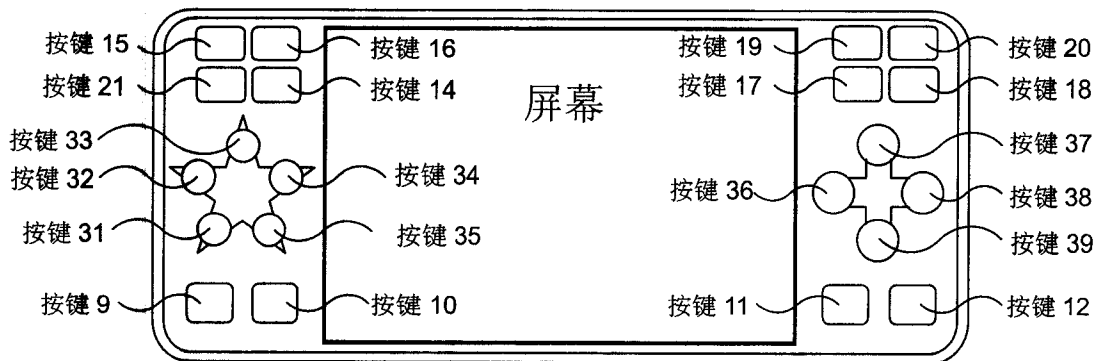 按键 15
按键 16
按键 19
按键 20
按键 21
按键 14
按键 17
按键 18
屏幕
按键 33
按键 37
按键 32
按键 34
按键 36
按键 38
按键 31
按键 35
按键 39
按键 9
按键 10
按键 11
按键 12